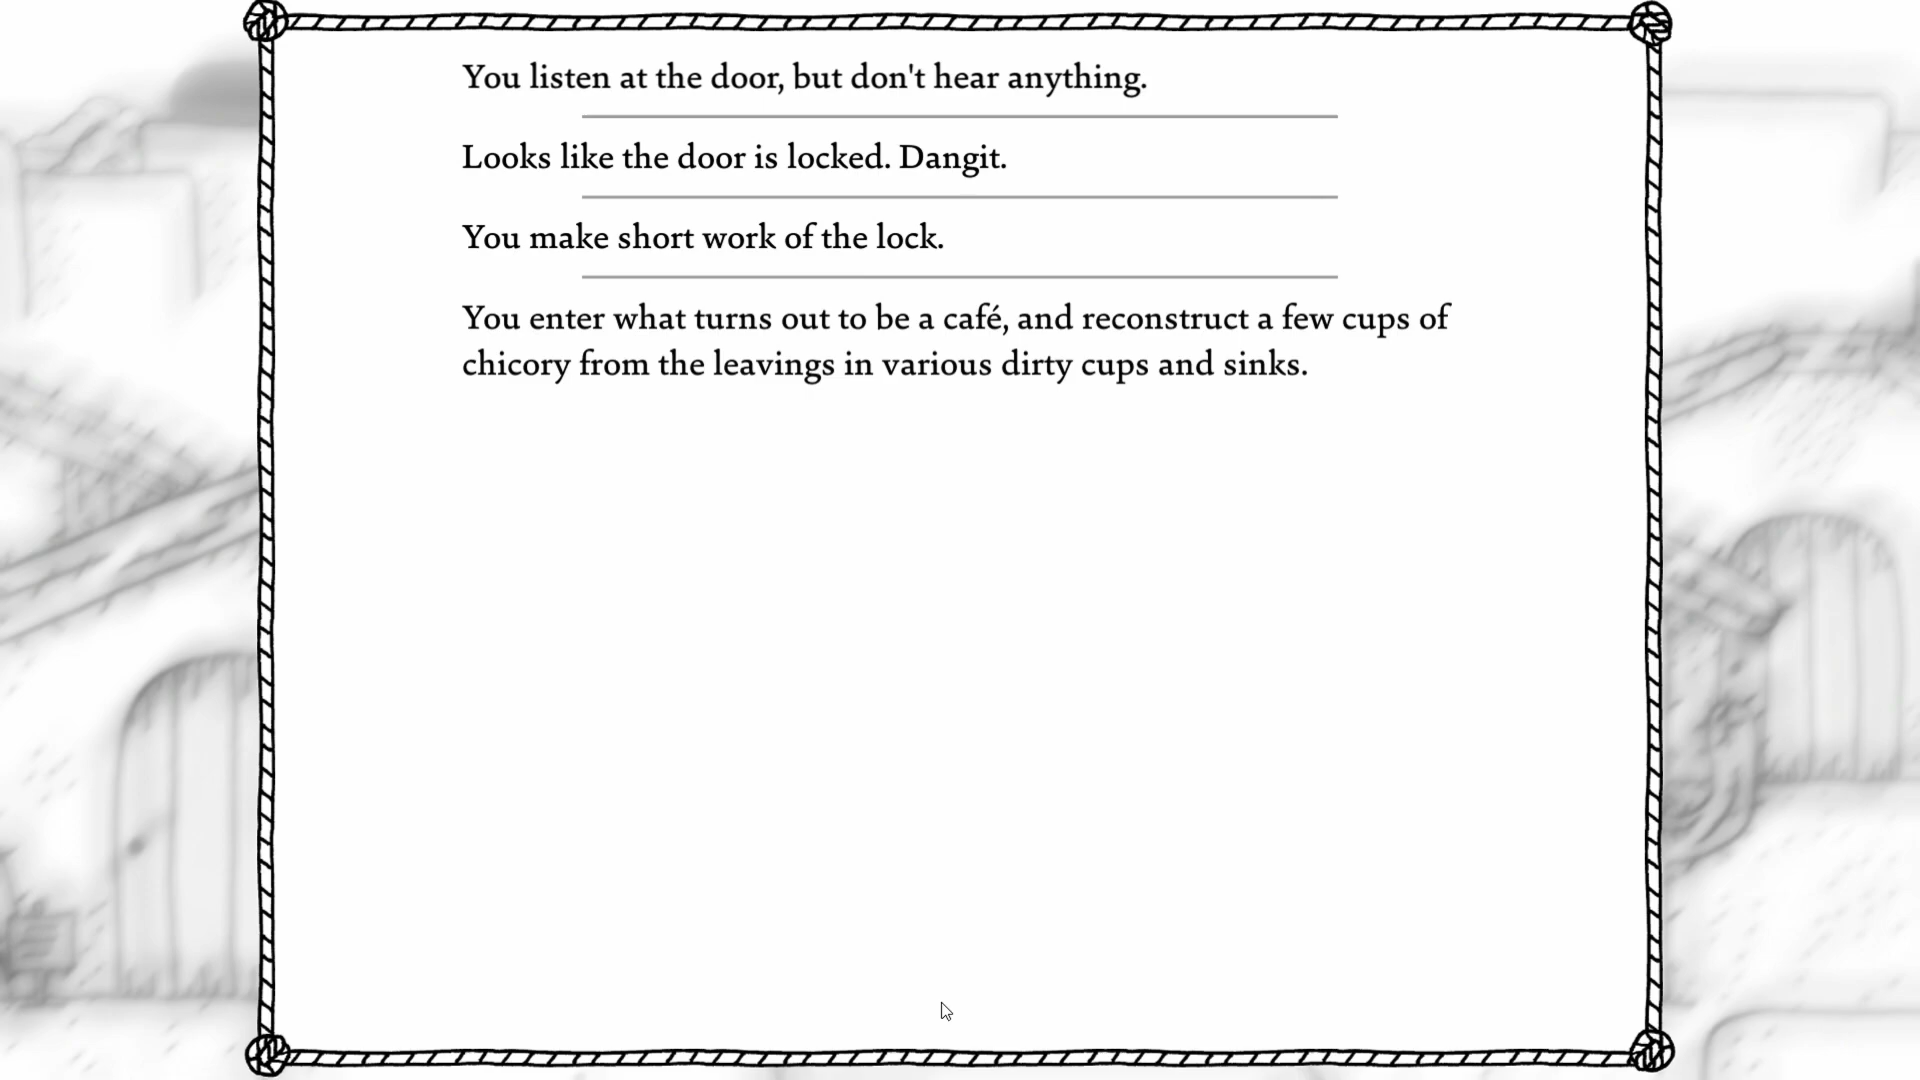 You listen at the door, but don't hear anything.
Looks like the door is locked. Dangit.
You make short work of the lock.
You enter what turns out to be a café, and reconstruct a few cups of
chicory from the leavings in various dirty cups and sinks.